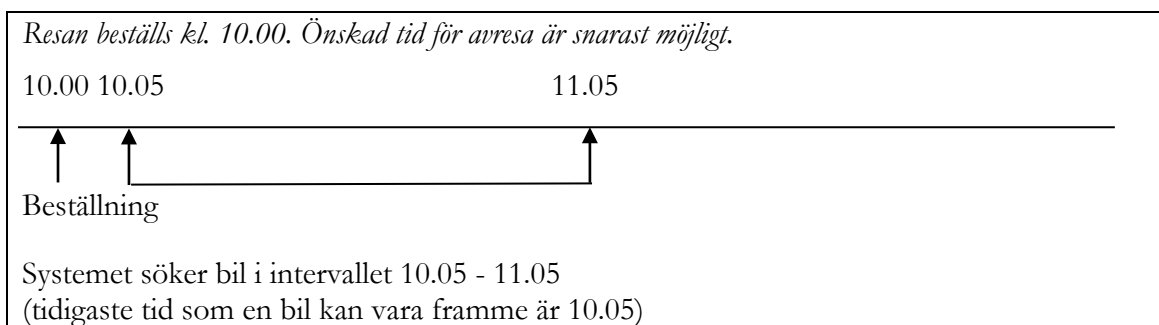 Resan beställs kl. 10.00. Önskad tid för avresa är snarast möjligt.
10.00 10.05 11.05
Beställning
Systemet söker bil i intervallet 10.05 - 11.05
(tidigaste tid som en bil kan vara framme är 10.05)